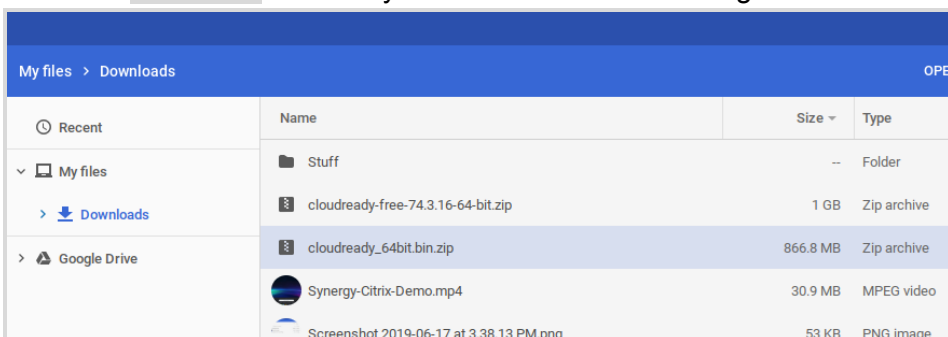 My files > Downloads
OPE
Recent
Name Size Type
My files
Stuff -- Folder
Downloads
cloudready-free-74.3.16-64-bit.zip 1 GB Zip archive
Google Drive
cloudready_64bit.bin.zip 866.8 MB Zip archive
Synergy-Citrix-Demo.mp4 30.9 MB MPEG video
Screenshot 2019-06-17 at 3.38.13 PM.png 53 KB PNG image